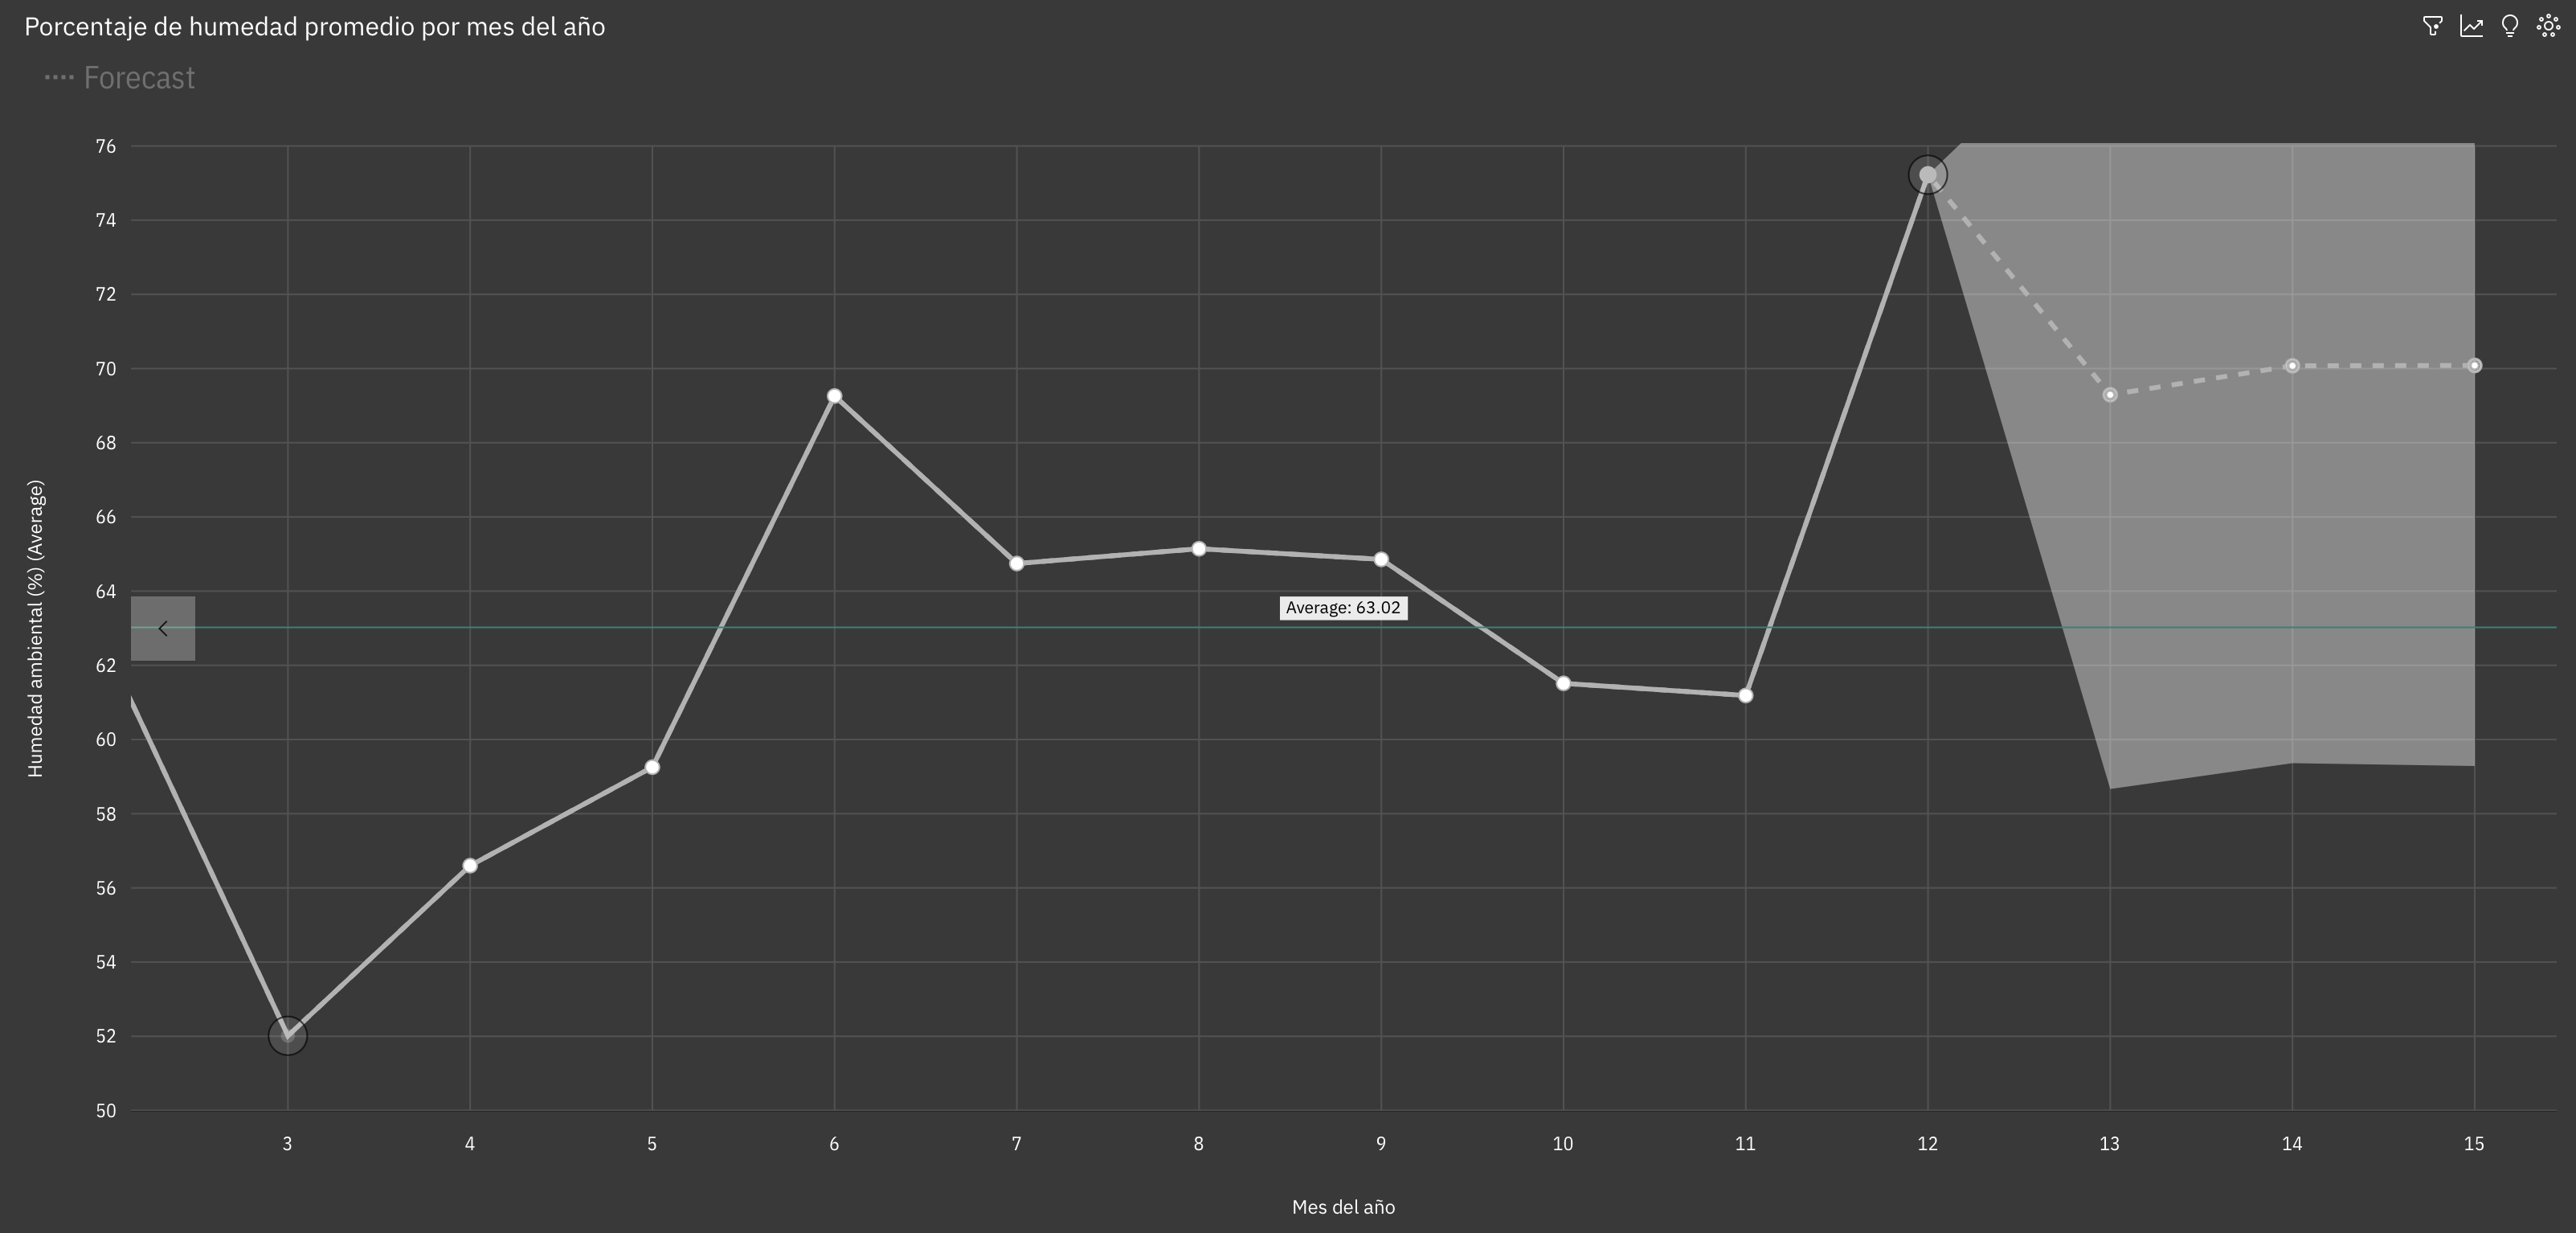 Porcentaje de humedad promedio por mes del año
Forecast
76
74
72
70
68
66
64
62
60
58
56
54
52
50
Humedad ambiental (%) (Average)
Average: 63.02
3 4 5 6 7 8 9 10 11 12 13 14 15
Mes del año